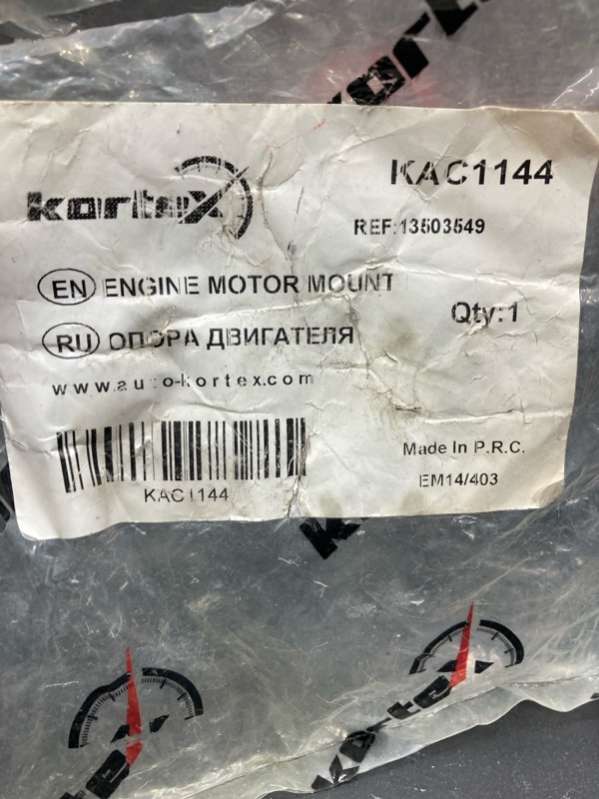 kortex
KAC1144
REF:13503549
EN ENGINE MOTOR MOUNT
Qty:1
RU ОПОРА ДВИГАТЕЛЯ
www.auto-kortex.com
KAC1144
Made In P.R.C.
EM14/403
kortex